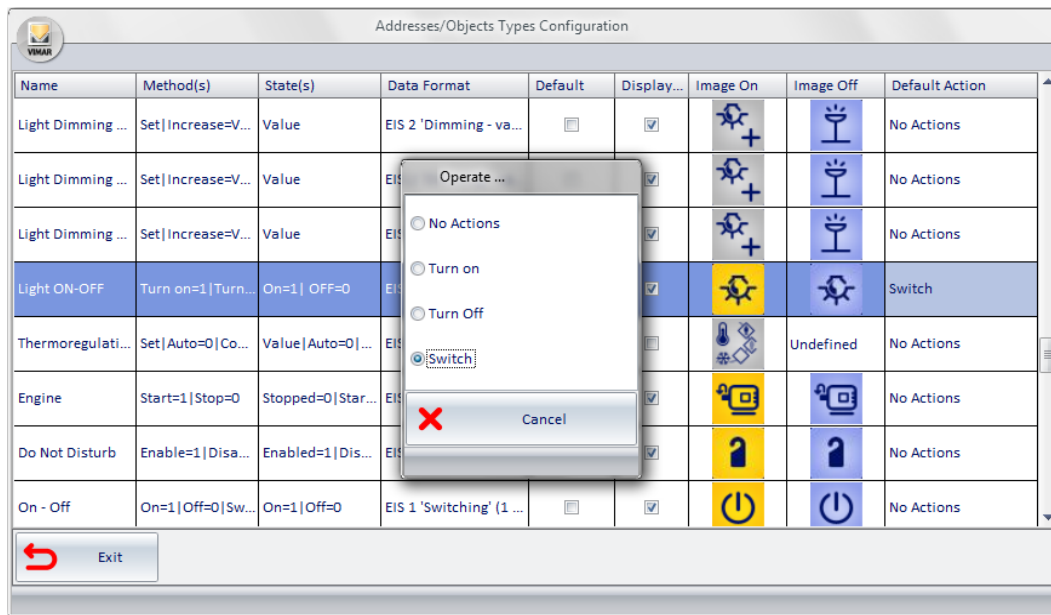 Addresses/Objects Types Configuration
VIMAR
Name Method(s) State(s) Data Format Default Display... Image On Image Off Default Action
Light Dimming ... Set|Increase=V... Value EIS 2 'Dimming - va... No Actions
Light Dimming ... Set|Increase=V... Value EIS No Actions
Light Dimming ... Set|Increase=V... Value EIS No Actions
Light ON-OFF Turn on=1|Turn... On=1| OFF=0 EIS Switch
Thermoregulati... Set|Auto=0|Co... Value|Auto=0|... EIS Undefined No Actions
Engine Start=1|Stop=0 Stopped=0|Star... EIS No Actions
Do Not Disturb Enable=1|Disa... Enabled=1|Dis... EIS No Actions
On - Off On=1|Off=0|Sw... On=1|Off=0 EIS 1 'Switching' (1 ... No Actions
Operate ...
No Actions
Turn on
Turn Off
Switch
Cancel
Exit